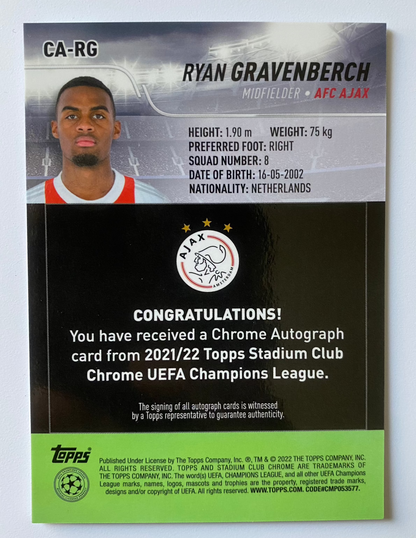 CA-RG
RYAN GRAVENBERCH
MIDFIELDER • AFC AJAX
HEIGHT: 1.90 m WEIGHT: 75 kg
PREFERRED FOOT: RIGHT
SQUAD NUMBER: 8
DATE OF BIRTH: 16-05-2002
NATIONALITY: NETHERLANDS
AJAX
AMSTERDAM
CONGRATULATIONS!
You have received a Chrome Autograph
card from 2021/22 Topps Stadium Club
Chrome UEFA Champions League.
The signing of all autograph cards is witnessed
by a Topps representative to guarantee authenticity.
topps
Published Under License by The Topps Company, Inc. ®, TM & © 2022 THE TOPPS COMPANY, INC.
ALL RIGHTS RESERVED. TOPPS AND STADIUM CLUB CHROME ARE TRADEMARKS OF
THE TOPPS COMPANY, INC. The word(s) UEFA, CHAMPIONS LEAGUE, and all other UEFA Champions
League marks, names, logos, mascots and trophies are the property, registered trade marks,
designs and/or copyright of UEFA. All rights reserved. WWW.TOPPS.COM. CODE#CMP053577.